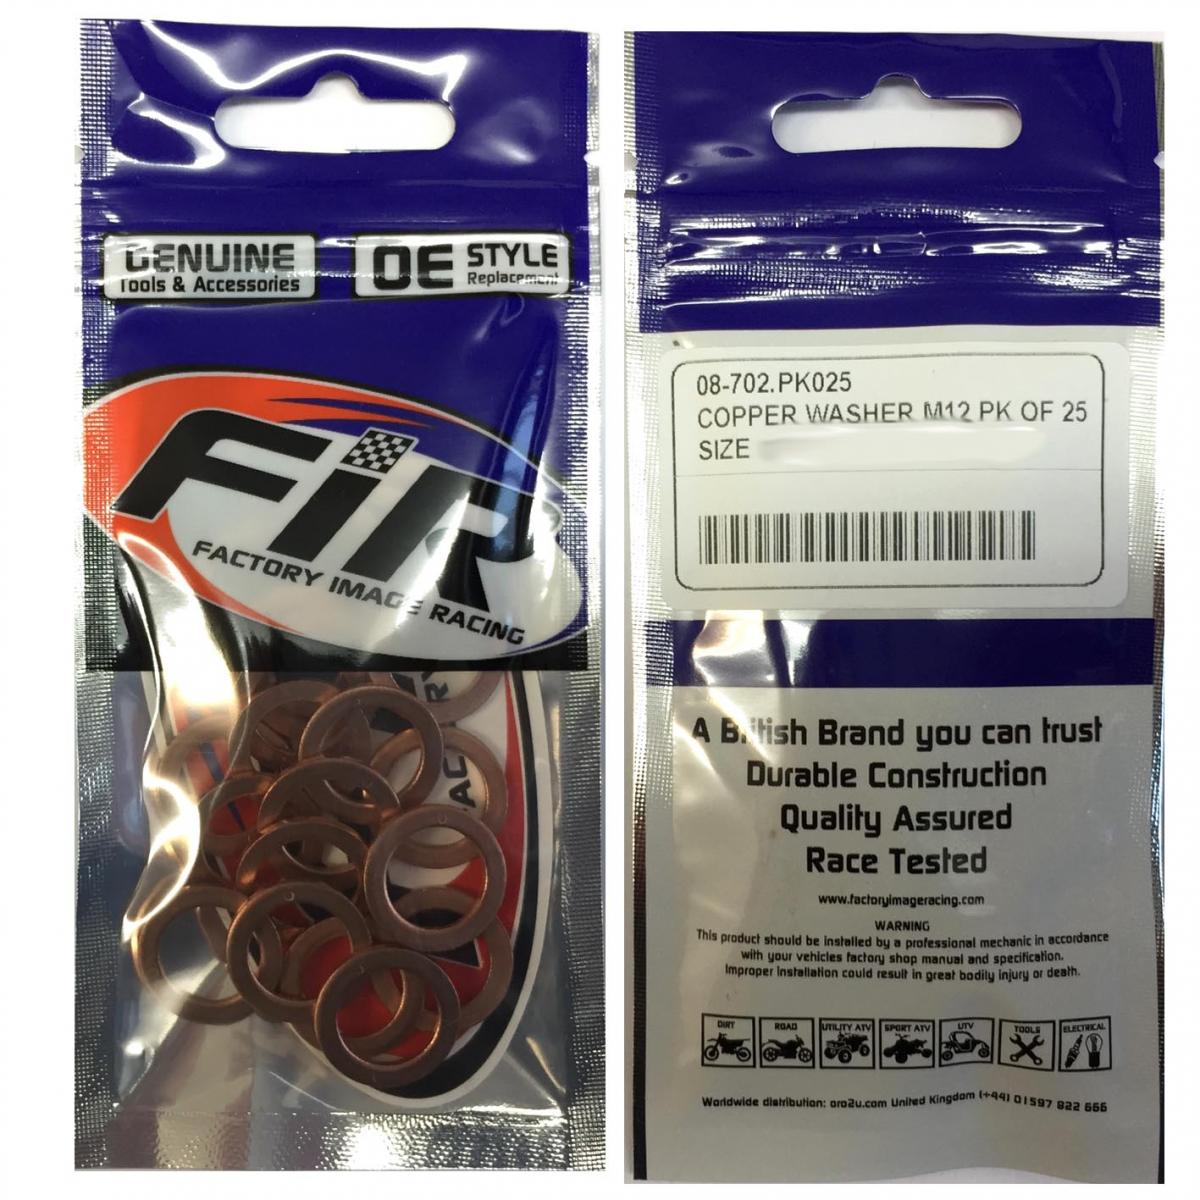 GENUINE
Tools & Accessories
OE STYLE
Replacement
FiR
FACTORY IMAGE RACING
RY
AC
08-702.PK025
COPPER WASHER M12 PK OF 25
SIZE
A British Brand you can trust
Durable Construction
Quality Assured
Race Tested
www.factoryimageracing.com
WARNING
This product should be installed by a professional mechanic in accordance
with your vehicles factory shop manual and specification.
Improper installation could result in great bodily injury or death.
DIRT ROAD UTILITY ATV SPORT ATV UTV TOOLS ELECTRICAL
Worldwide distribution: oro2u.com United Kingdom (+44) 01597 822 666